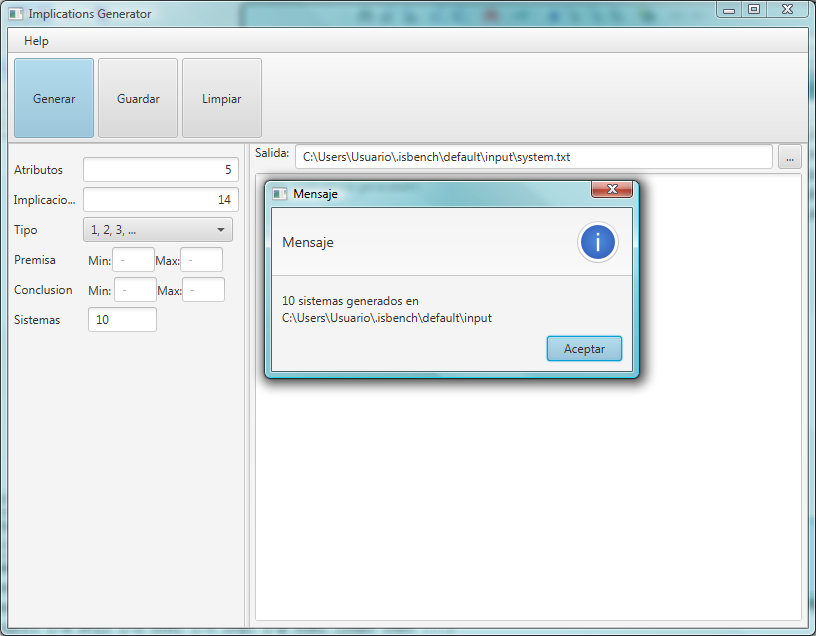 Implications Generator
Help
Generar
Guardar
Limpiar
Atributos 5
Implicacio... 14
Tipo 1, 2, 3, ...
Premisa Min: - Max: -
Conclusion Min: - Max: -
Sistemas 10
Salida: C:\Users\Usuario\.isbench\default\input\system.txt ...
Mensaje
Mensaje
10 sistemas generados en
C:\Users\Usuario\.isbench\default\input
Aceptar